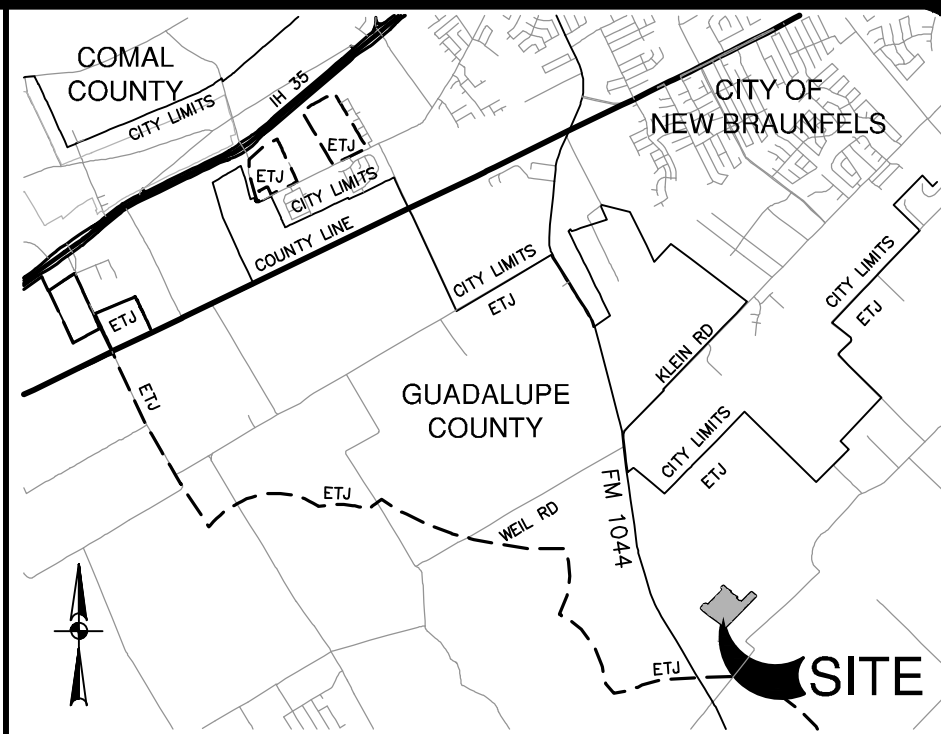 COMAL
COUNTY
CITY LIMITS
IH 35
CITY OF
NEW BRAUNFELS
ETJ
ETJ
CITY LIMITS
COUNTY LINE
CITY LIMITS
ETJ
CITY LIMITS
ETJ
ETJ
ETJ
KLEIN RD
GUADALUPE
COUNTY
CITY LIMITS
ETJ
ETJ
WEIL RD
FM 1044
ETJ
SITE